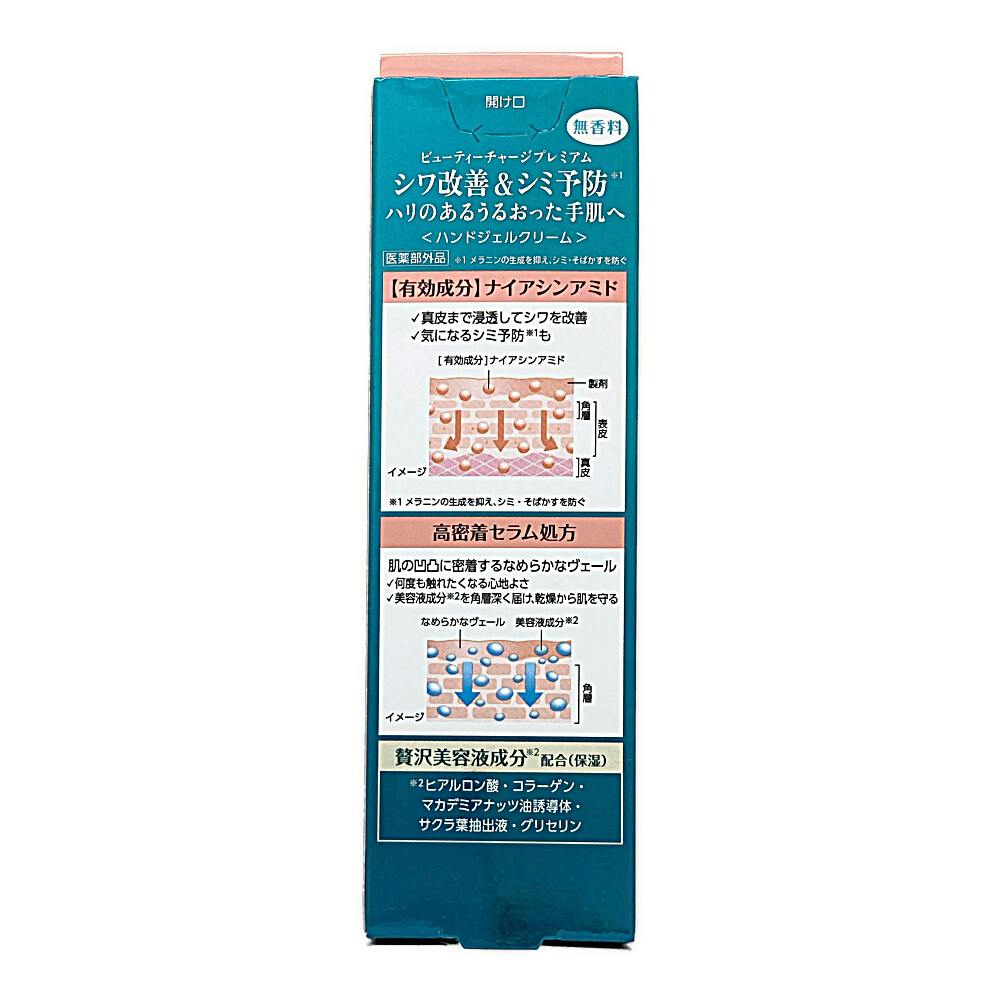 開け口
無香料
ビューティーチャージプレミアム
シワ改善&シミ予防※1
ハリのあるうるおった手肌へ
<ハンドジェルクリーム>
医薬部外品 ※1 メラニンの生成を抑え、シミ・そばかすを防ぐ
【有効成分】ナイアシンアミド
✓真皮まで浸透してシワを改善
✓気になるシミ予防※1も
[有効成分]ナイアシンアミド
製剤
角層
表皮
真皮
イメージ
※1 メラニンの生成を抑え、シミ・そばかすを防ぐ
高密着セラム処方
肌の凹凸に密着するなめらかなヴェール
✓何度も触れたくなる心地よさ
✓美容液成分※2を角層深く届け、乾燥から肌を守る
なめらかなヴェール 美容液成分※2
角層
イメージ
贅沢美容液成分※2配合(保湿)
※2ヒアルロン酸・コラーゲン・
マカデミアナッツ油誘導体・
サクラ葉抽出液・グリセリン